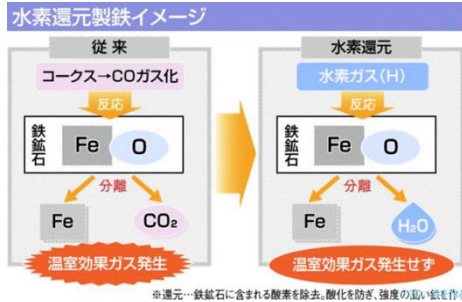 水素還元製鉄イメージ
従来
コークス→COガス化
反応
鉄鉱石
Fe
O
分離
Fe
CO₂
温室効果ガス発生
水素還元
水素ガス(H)
反応
鉄鉱石
Fe
O
分離
Fe
H₂O
温室効果ガス発生せず
※還元…鉄鉱石に含まれる酸素を除去。酸化を防ぎ、強度の高い鉄を作